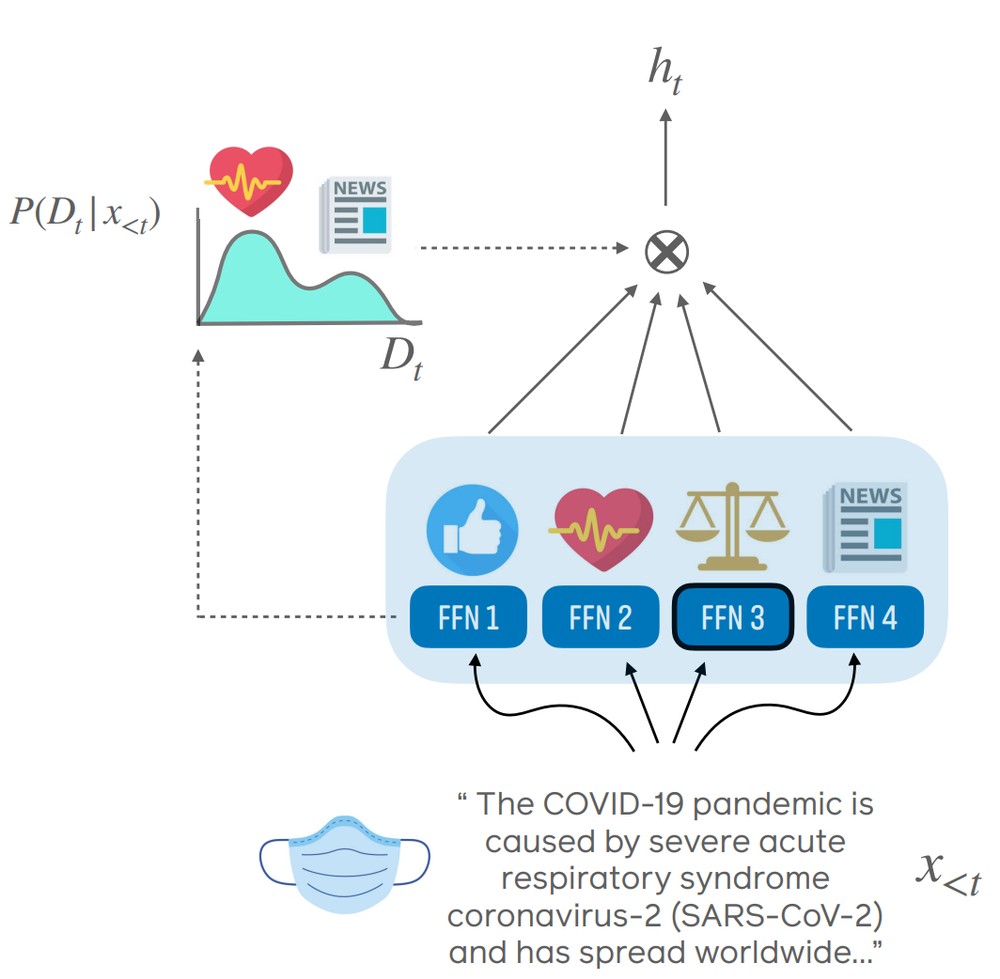 h_t
NEWS
P(D_t | x_{<t})
D_t
NEWS
FFN 1
FFN 2
FFN 3
FFN 4
“ The COVID-19 pandemic is
caused by severe acute
respiratory syndrome
coronavirus-2 (SARS-CoV-2)
and has spread worldwide...”
x_{<t}